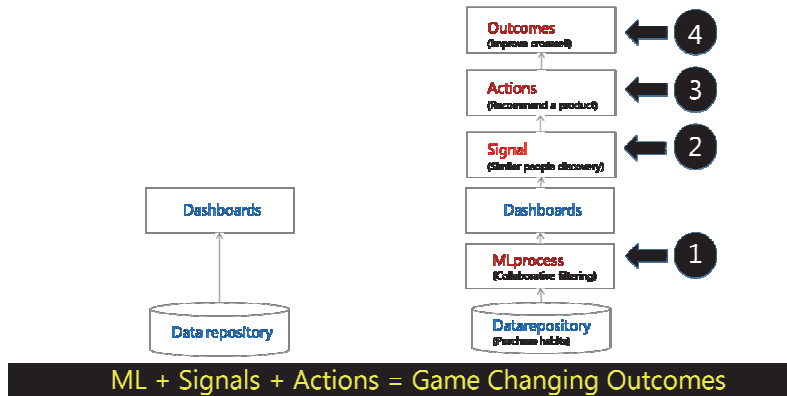 Outcomes
(Improve crosssell)
4
Actions
(Recommend a product)
3
Signal
(Similar people discovery)
2
Dashboards
Dashboards
MLprocess
(Collaborative filtering)
1
Data repository
Datarepository
(Purchase habits)
ML + Signals + Actions = Game Changing Outcomes